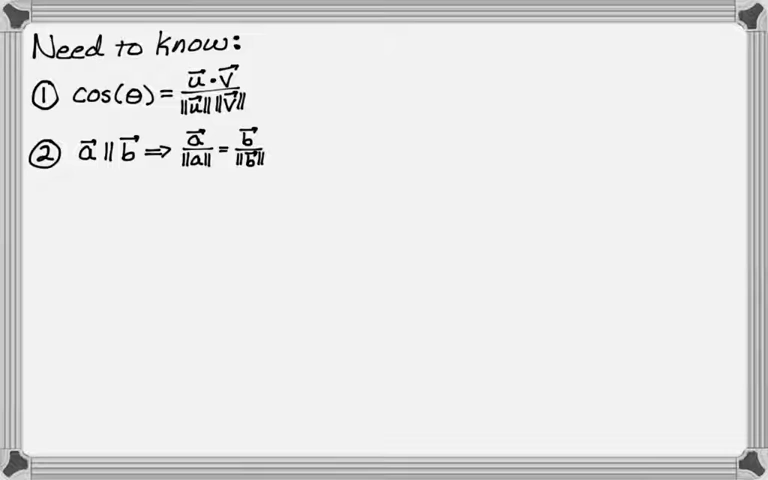 Need to know:
① cos(θ) = u⃗ • v⃗ / ||u⃗|| ||v⃗||
② a⃗ || b⃗ ⟹ a⃗ / ||a|| = b⃗ / ||b⃗||